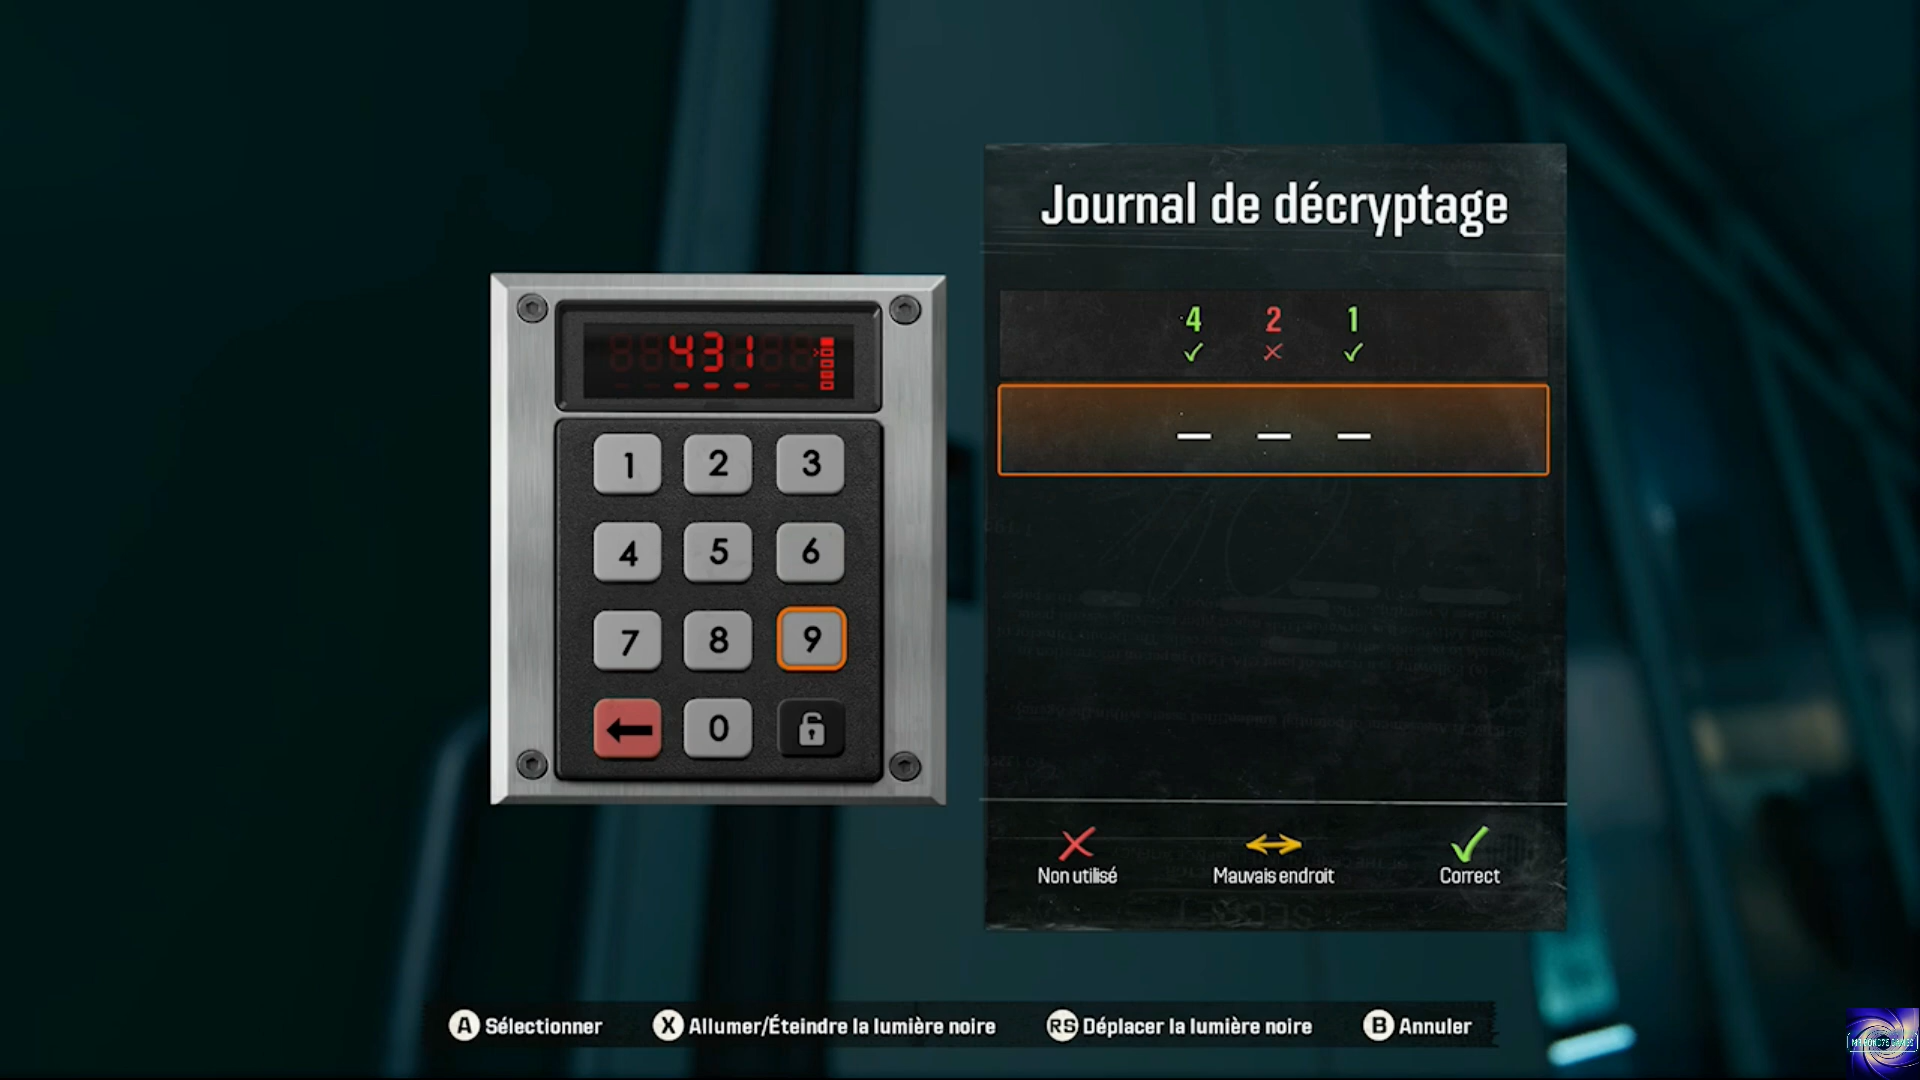 Journal de décryptage
4 2 1
431
1 2 3
4 5 6
7 8 9
0
Non utilisé
Mauvais endroit
Correct
A Sélectionner
X Allumer/Éteindre la lumière noire
RS Déplacer la lumière noire
B Annuler